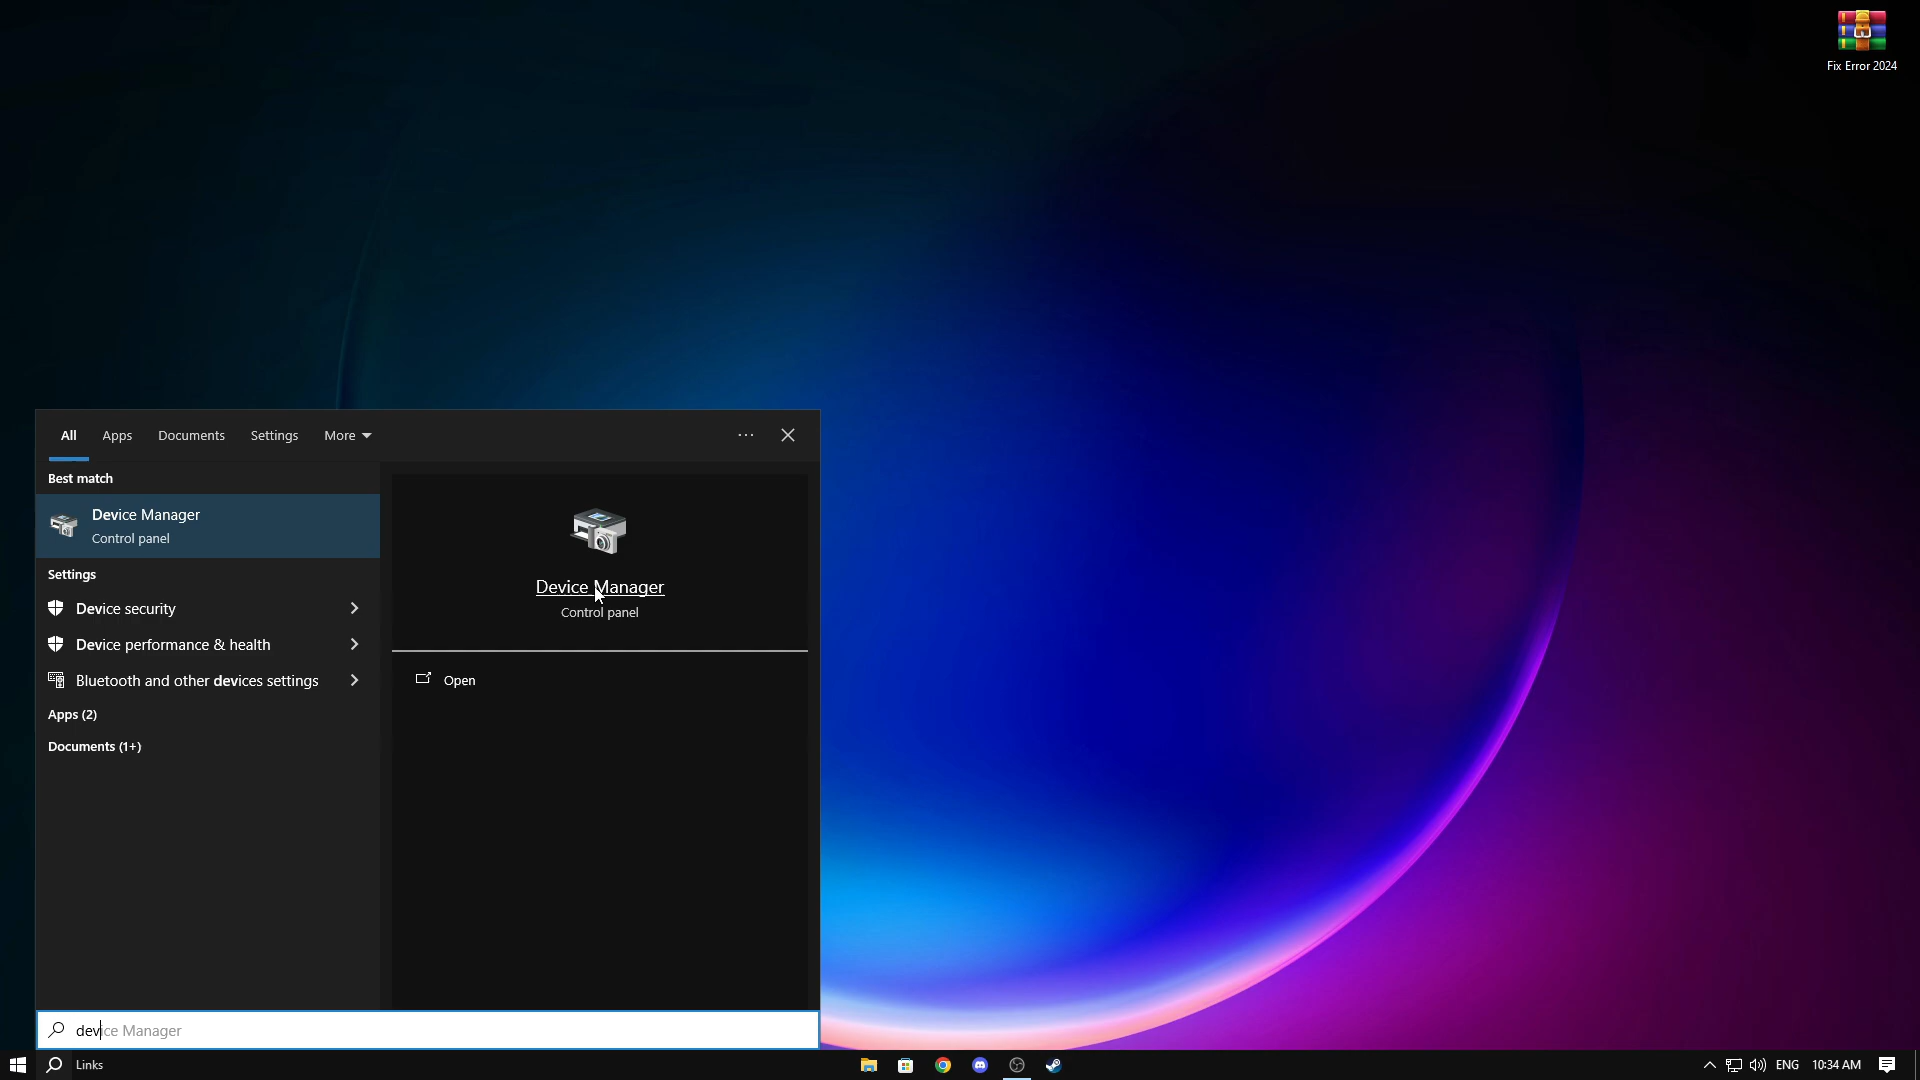 Fix Error 2024
All Apps Documents Settings More
Best match
Device Manager
Control panel
Settings
Device security
Device performance & health
Bluetooth and other devices settings
Apps (2)
Documents (1+)
Device Manager
Control panel
Open
device Manager
Links
ENG 10:34 AM